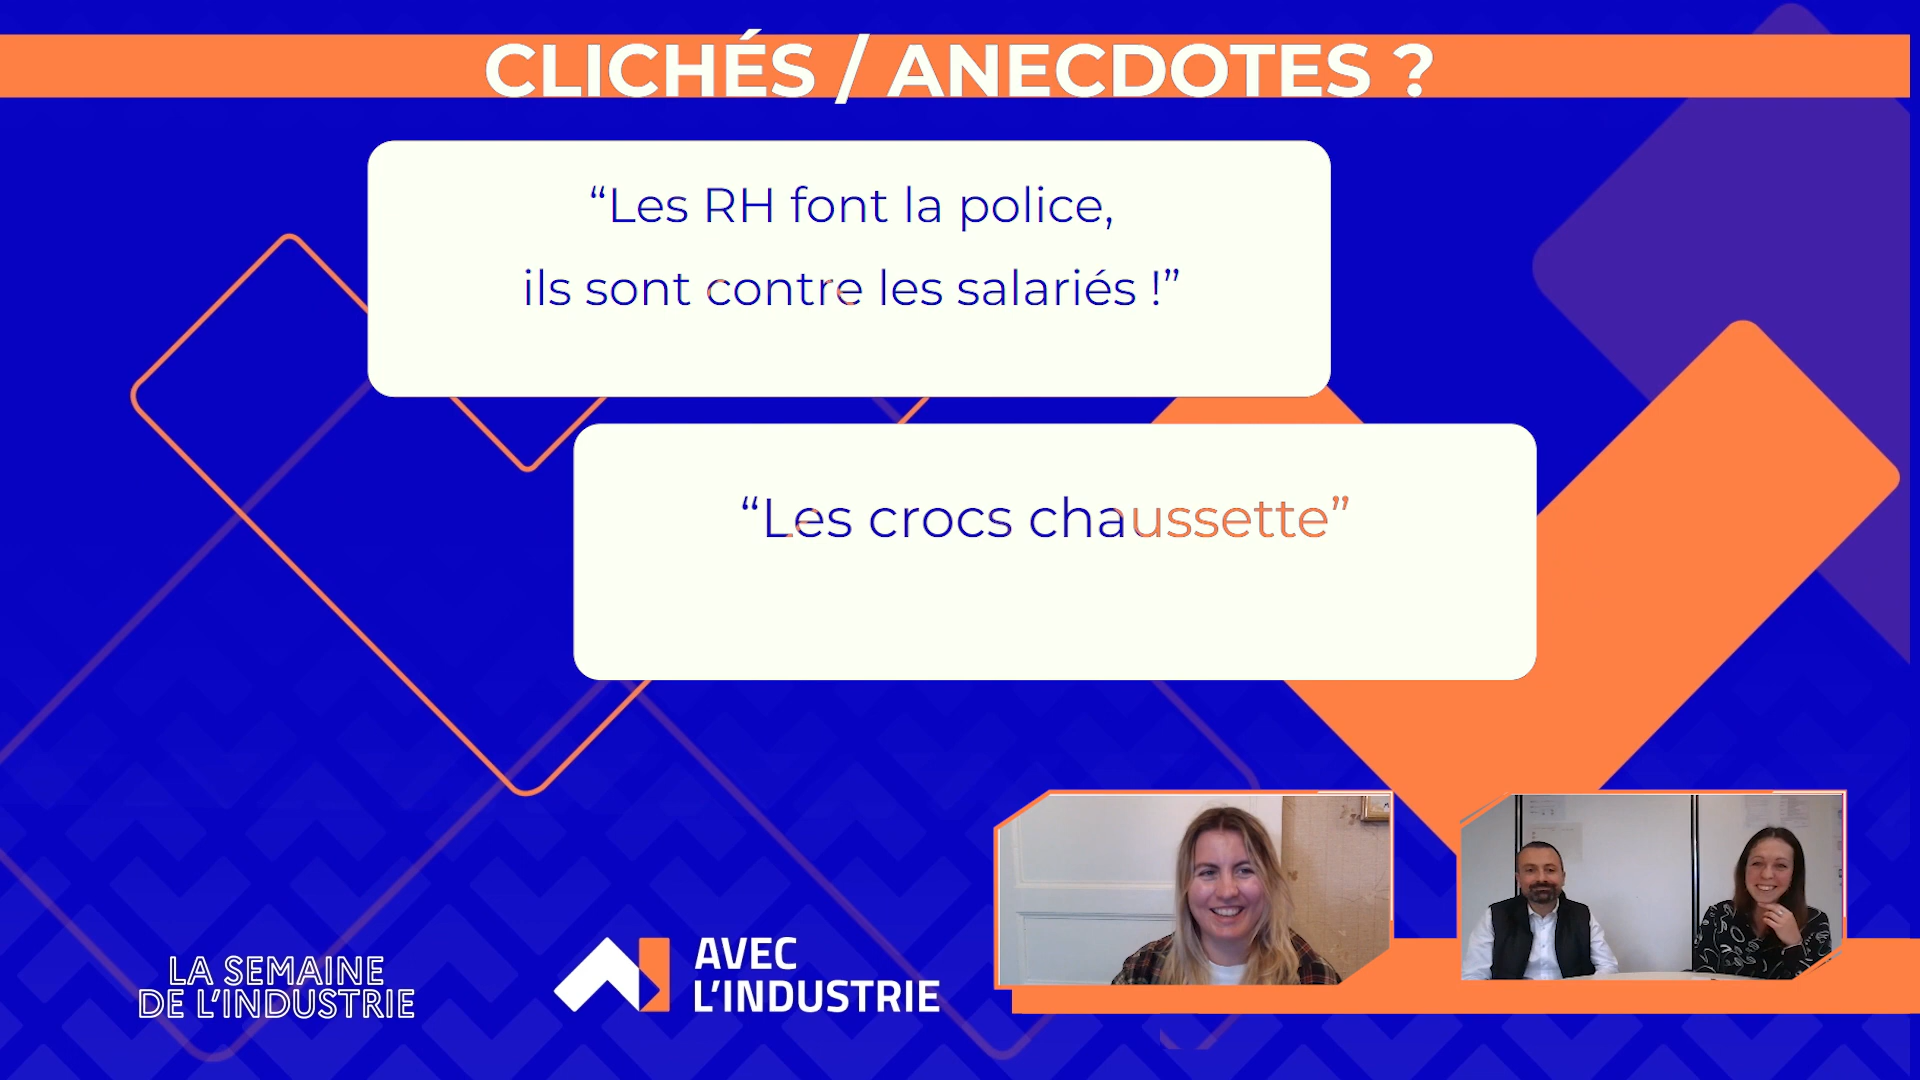 CLICHÉS / ANECDOTES ?
“Les RH font la police,
ils sont contre les salariés !”
“Les crocs chaussette”
LA SEMAINE
DE L’INDUSTRIE
AVEC
L’INDUSTRIE